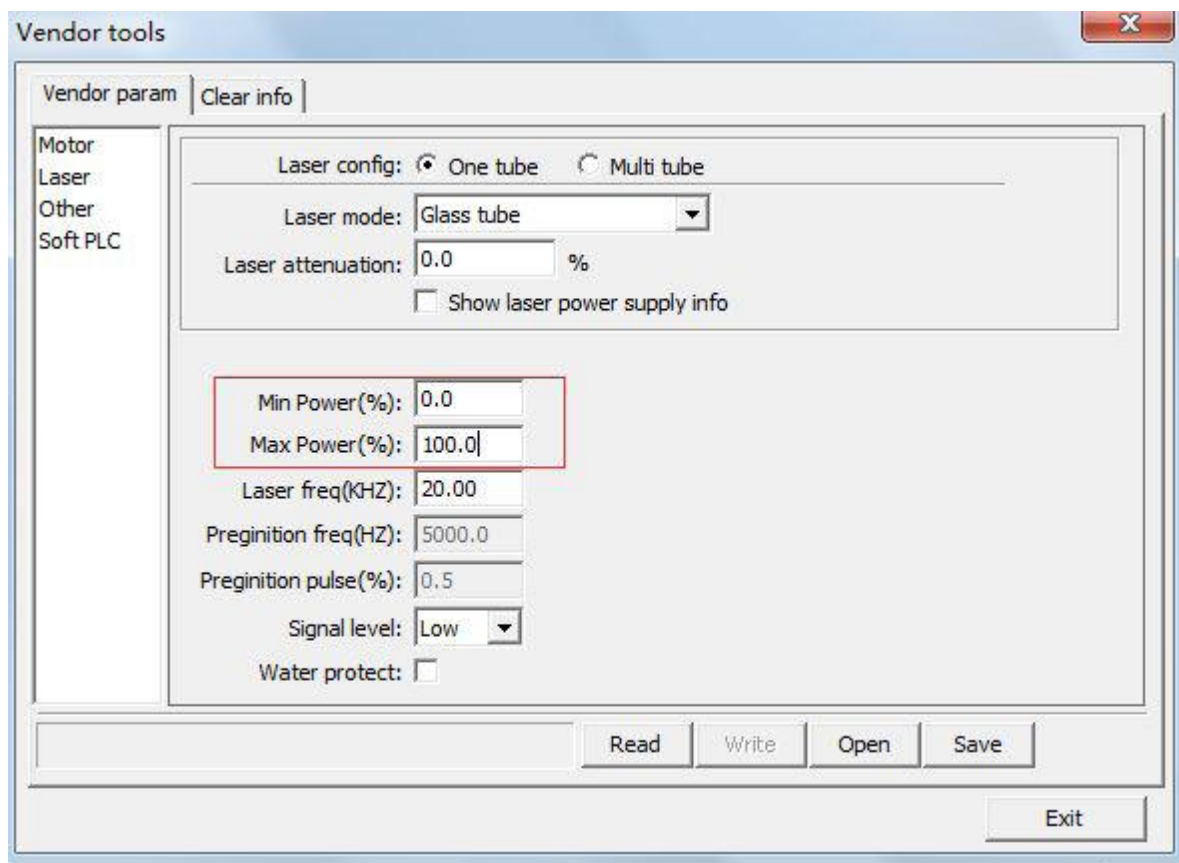 Vendor tools
Vendor param
Clear info
Motor
Laser
Other
Soft PLC
Laser config: One tube Multi tube
Laser mode: Glass tube
Laser attenuation: 0.0 %
Show laser power supply info
Min Power(%): 0.0
Max Power(%): 100.0
Laser freq(KHZ): 20.00
Preginition freq(HZ): 5000.0
Preginition pulse(%): 0.5
Signal level: Low
Water protect:
Read Write Open Save
Exit